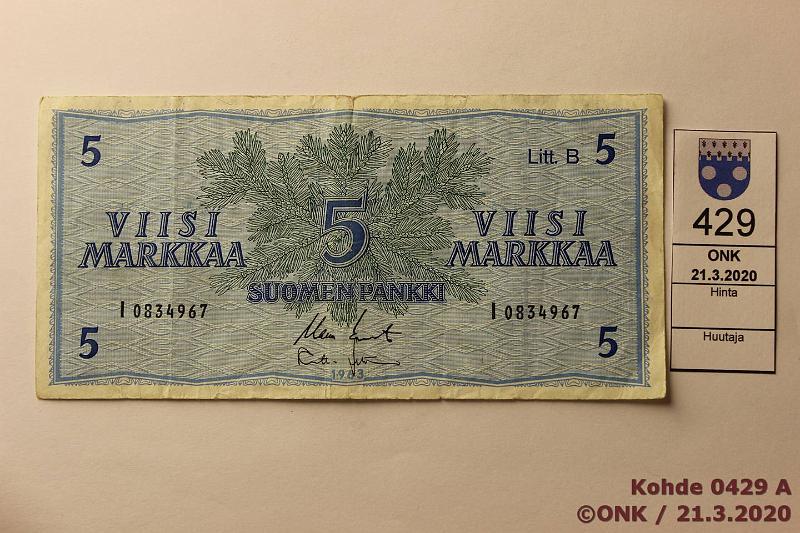 5
Litt. B 5
VIISI MARKKAA
5
VIISI MARKKAA
SUOMEN PANKKI
I 0834967
I 0834967
5
5
1963
429
ONK
21.3.2020
Hinta
Huutaja
Kohde 0429 A
©ONK / 21.3.2020